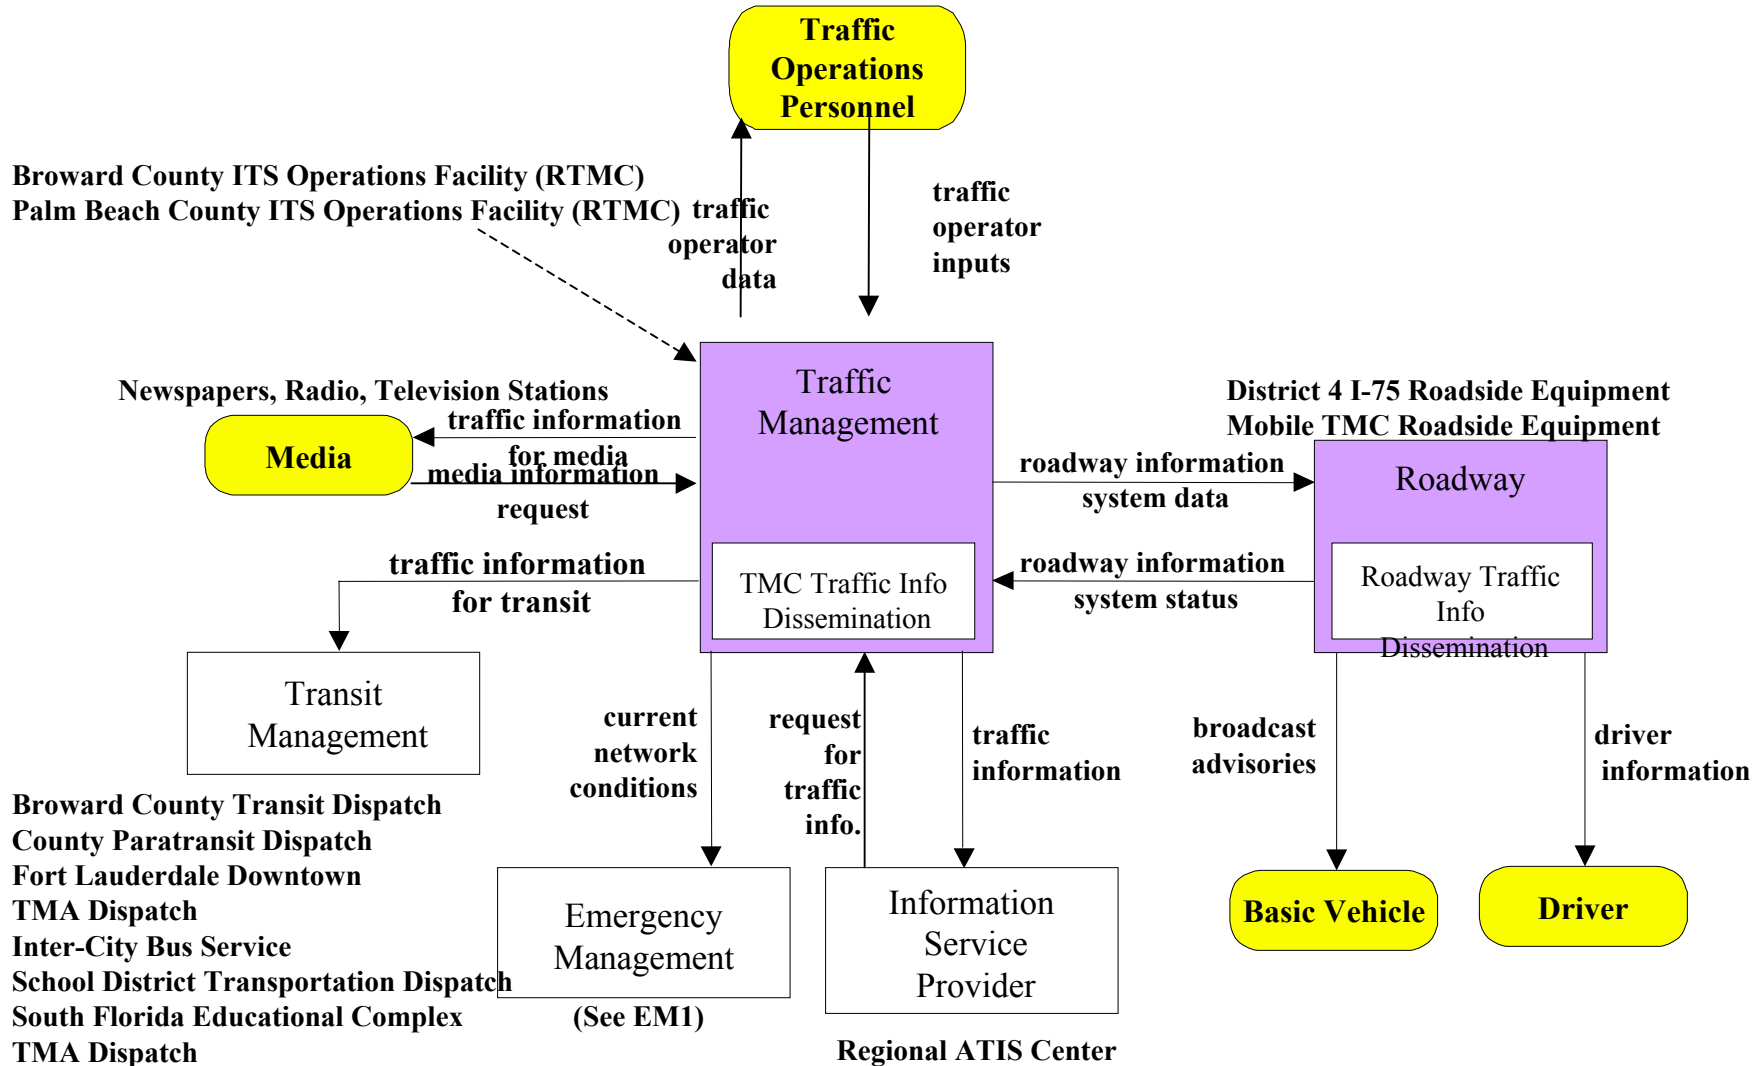 Traffic
Operations
Personnel
Broward County ITS Operations Facility (RTMC)
Palm Beach County ITS Operations Facility (RTMC)
traffic
operator
data
traffic
operator
inputs
Newspapers, Radio, Television Stations
Media
traffic information
for media
media information
request
Traffic
Management
TMC Traffic Info
Dissemination
District 4 I-75 Roadside Equipment
Mobile TMC Roadside Equipment
roadway information
system data
roadway information
system status
Roadway
Roadway Traffic
Info
Dissemination
traffic information
for transit
Transit
Management
Broward County Transit Dispatch
County Paratransit Dispatch
Fort Lauderdale Downtown
TMA Dispatch
Inter-City Bus Service
School District Transportation Dispatch
South Florida Educational Complex
TMA Dispatch
current
network
conditions
Emergency
Management
(See EM1)
request
for
traffic
info.
traffic
information
Information
Service
Provider
Regional ATIS Center
broadcast
advisories
driver
information
Basic Vehicle
Driver